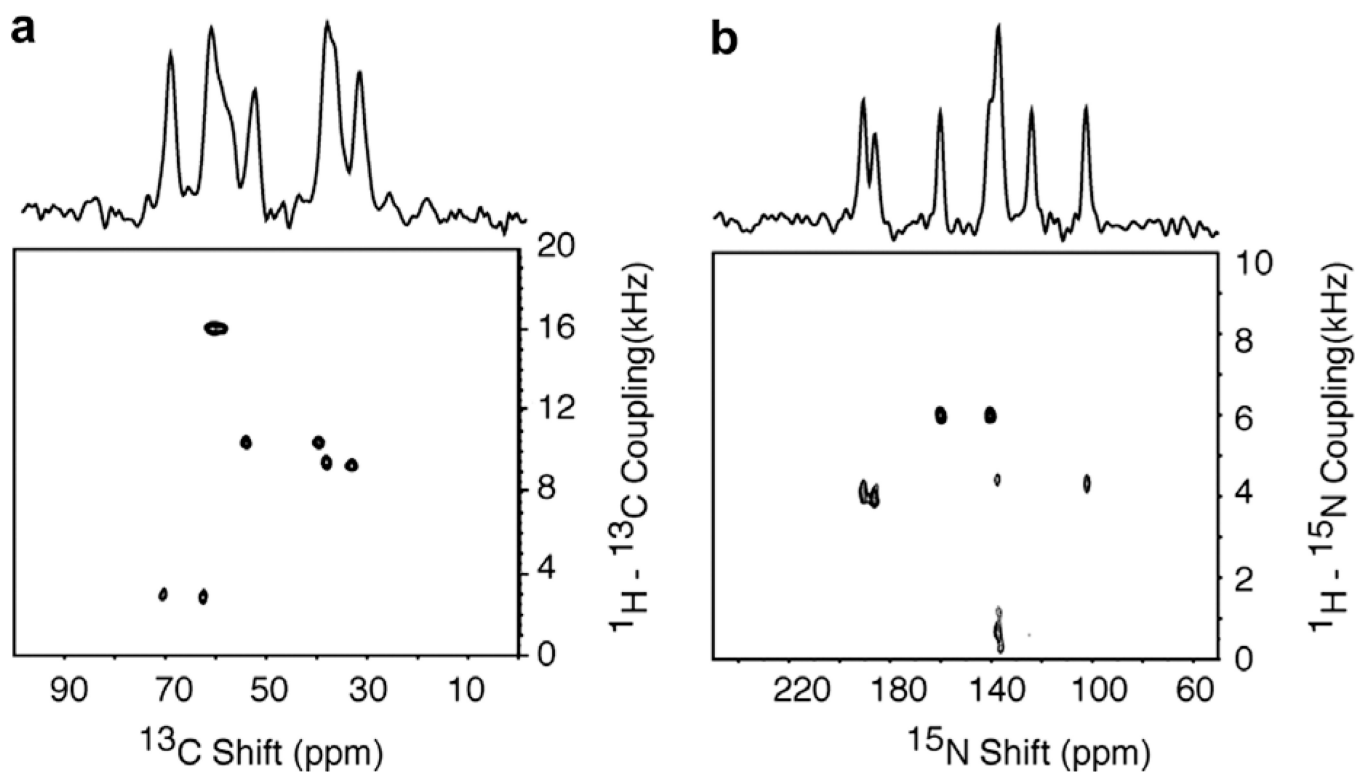 a
20
16
12
8
4
0
¹H - ¹³C Coupling(kHz)
90 70 50 30 10
¹³C Shift (ppm)
b
10
8
6
4
2
0
¹H - ¹⁵N Coupling(kHz)
220 180 140 100 60
¹⁵N Shift (ppm)